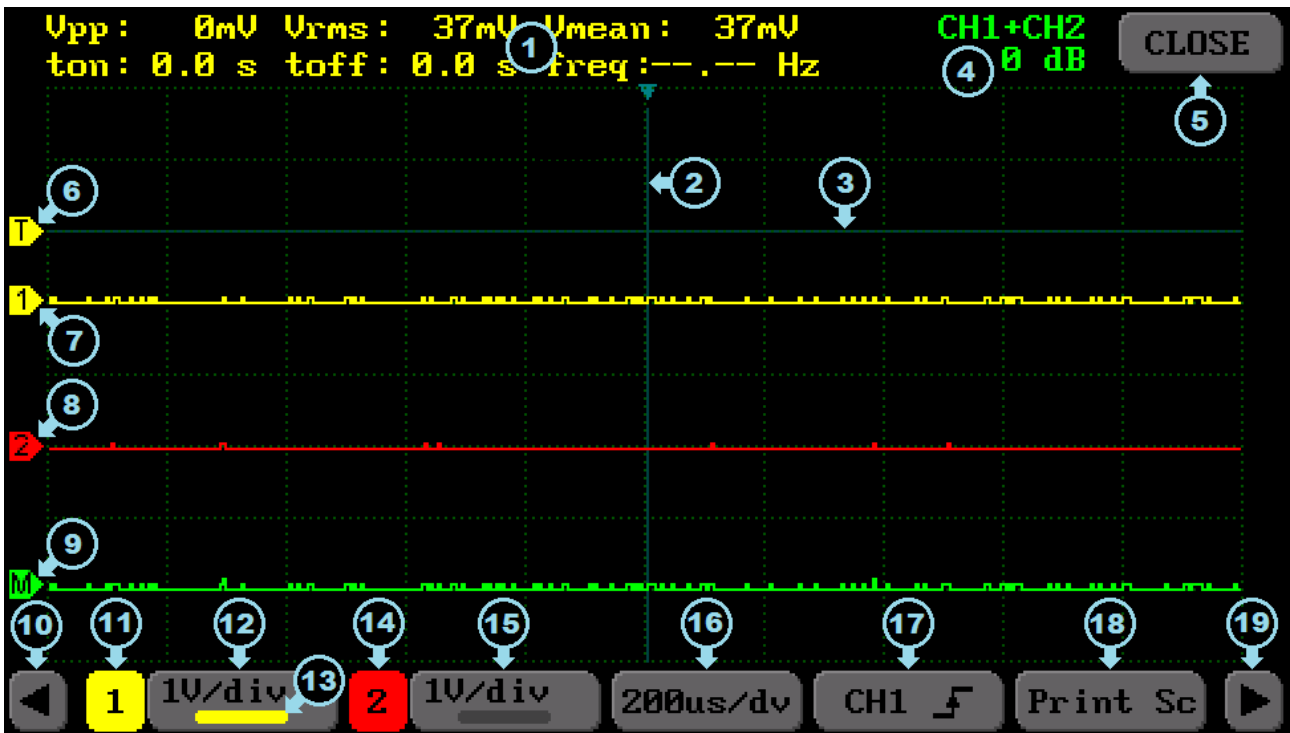 Vpp: 0mV Vrms: 37mV Vmean: 37mV CH1+CH2
ton: 0.0 s toff: 0.0 s freq:--.-- Hz 0 dB
CLOSE
1
4
5
2
3
6
T
1
7
8
2
9
M
10
11
12
14
15
16
17
18
19
13
1
1V/div
2
1V/div
200us/dv
CH1
Print Sc